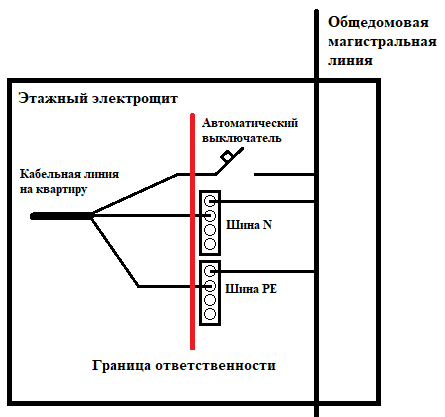 Общедомовая
магистральная
линия
Этажный электрощит
Автоматический
выключатель
Кабельная линия
на квартиру
Шина N
Шина PE
Граница ответственности